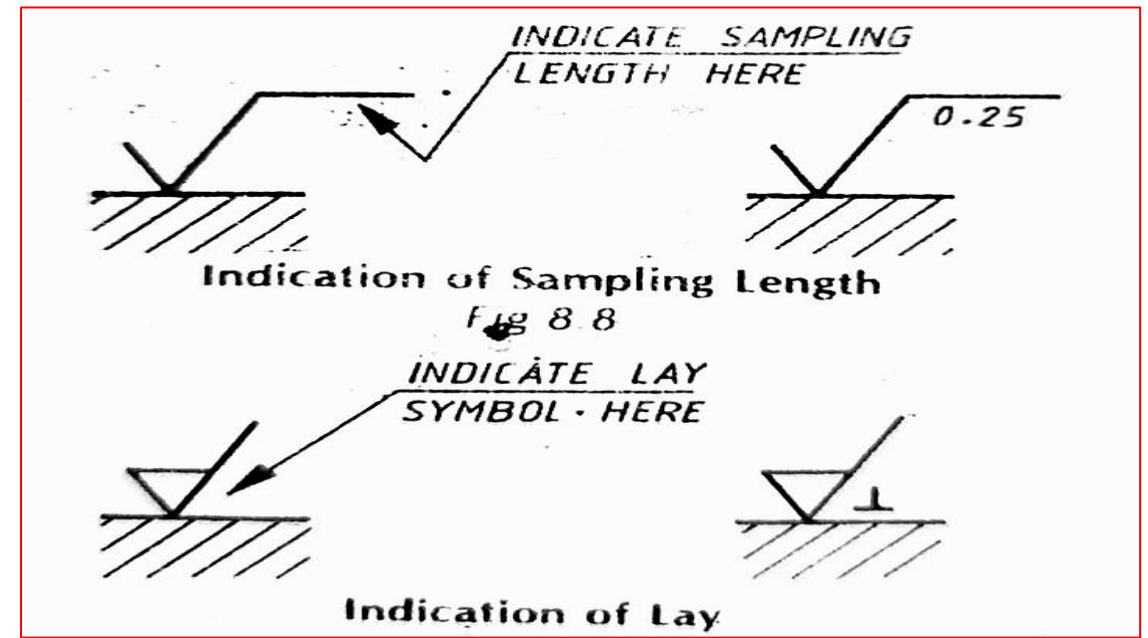 INDICATE SAMPLING
LENGTH HERE
0.25
Indication of Sampling Length
Fig 8.8
INDICATE LAY
SYMBOL · HERE
⊥
Indication of Lay